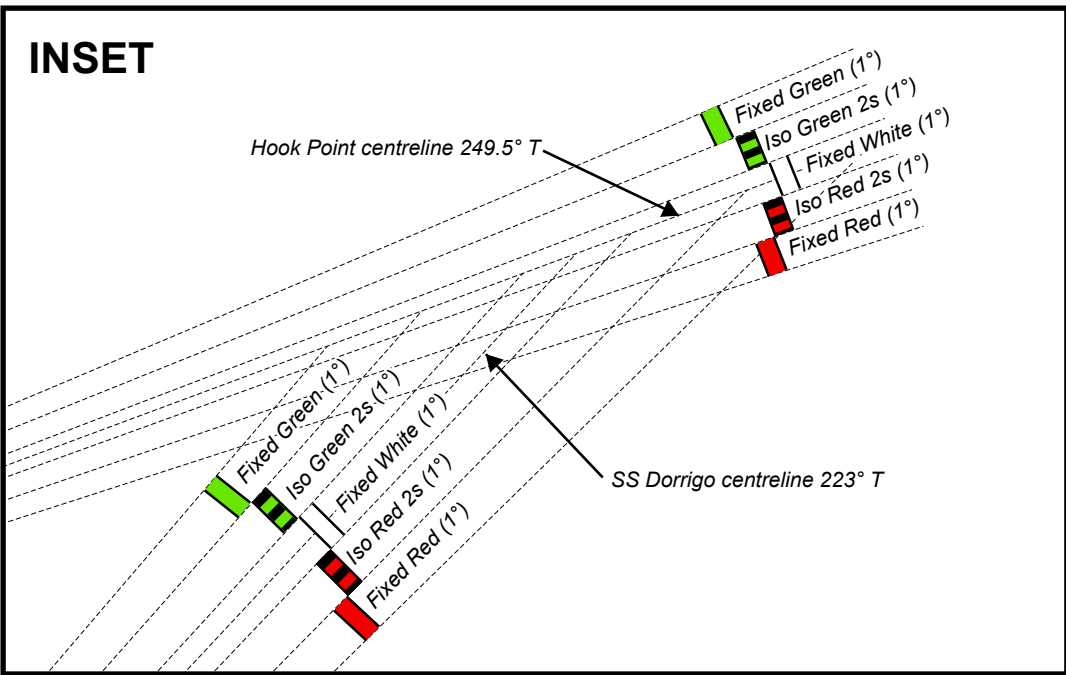 INSET
Fixed Green (1°)
Iso Green 2s (1°)
Hook Point centreline 249.5° T
Fixed White (1°)
Iso Red 2s (1°)
Fixed Red (1°)
Fixed Green (1°)
Iso Green 2s (1°)
Fixed White (1°)
Iso Red 2s (1°)
SS Dorrigo centreline 223° T
Fixed Red (1°)